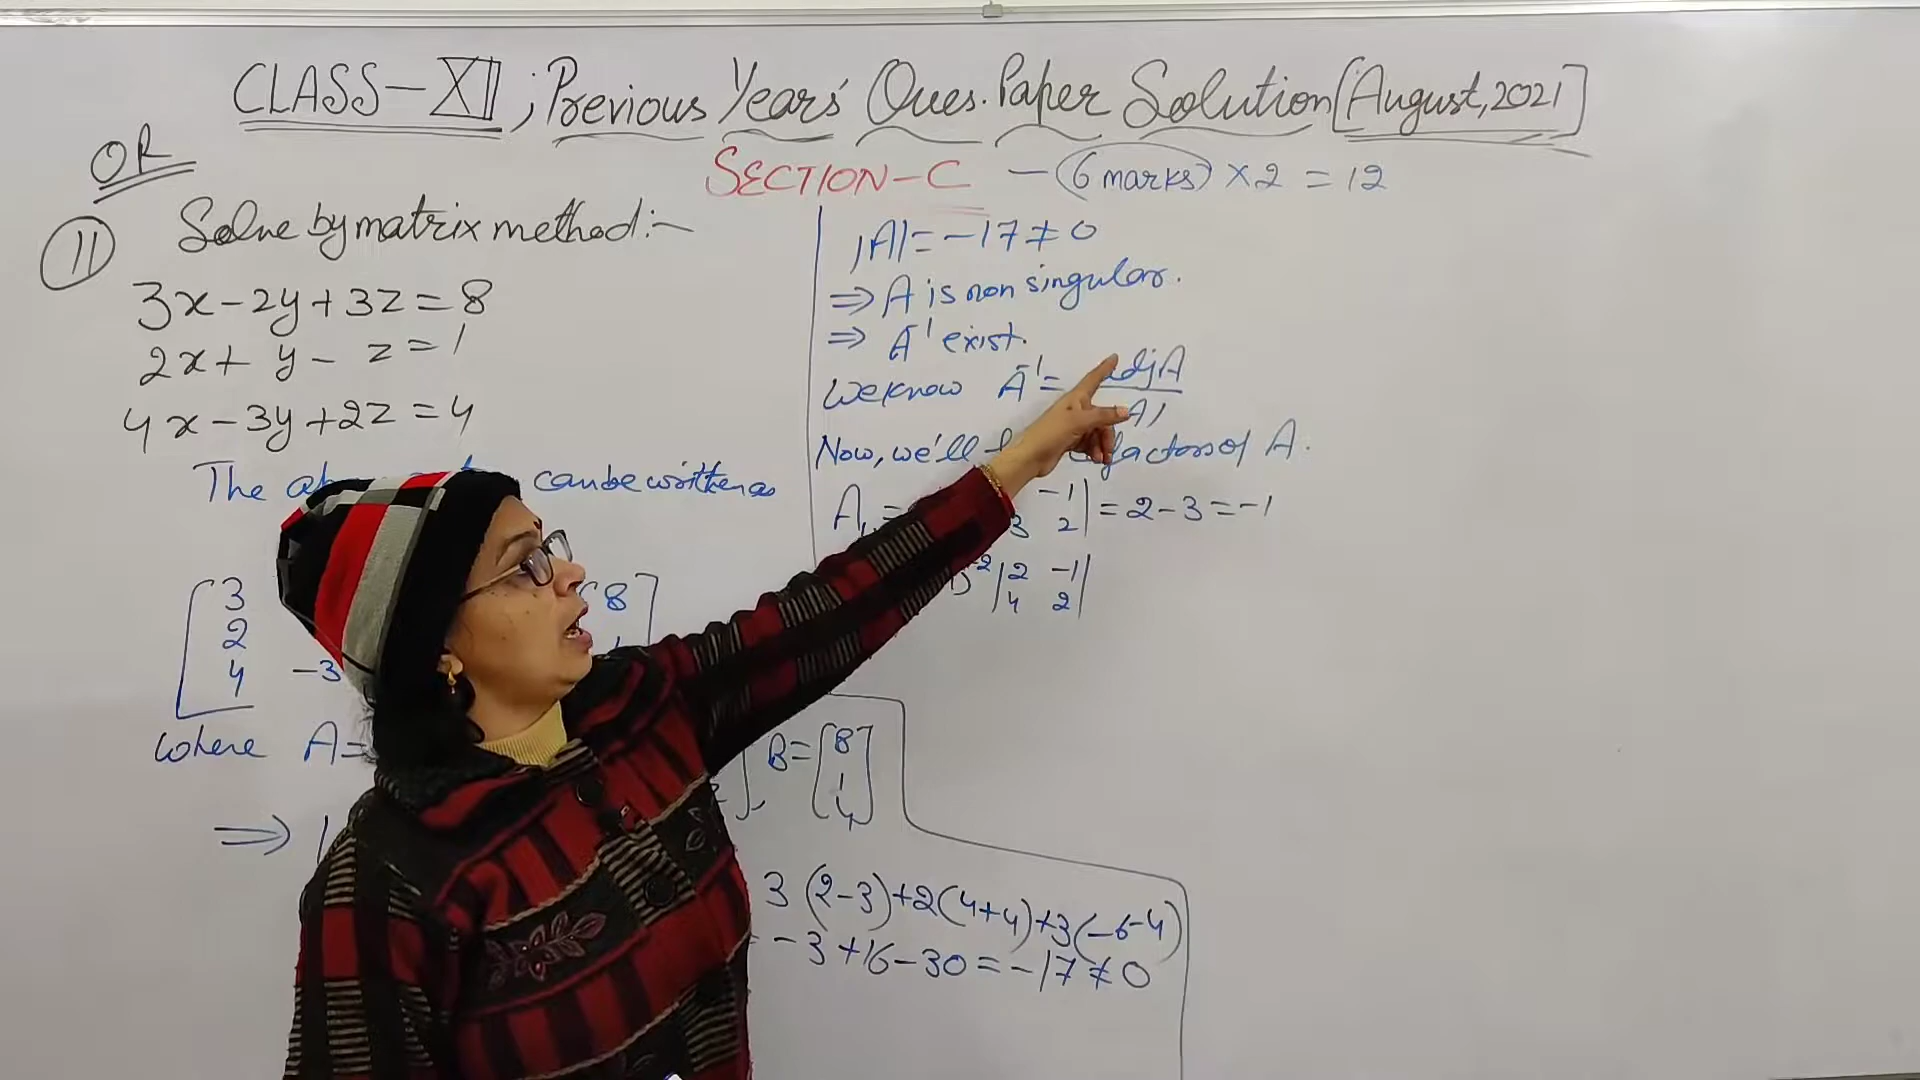 CLASS-XII; Previous Years' Ques. Paper Solution [August, 2021]
SECTION-C - (6 marks) × 2 = 12
OR
11 Solve by matrix method:-
3x-2y+3z=8
2x+ y- z=1
4x-3y+2z=4
The can be written as
3 8
2
4 -3
where A= B= 8
1
4
⇒ |
3(2-3)+2(4+4)+3(-6-4)
= -3+16-30=-17≠0
|A|=-17≠0
⇒ A is non singular.
⇒ A⁻¹ exist.
We know A⁻¹= adjA
|A|
Now, we'll cofactors of A.
A₁ = -1 = 2-3=-1
3 2
² | 2 -1 |
4 2